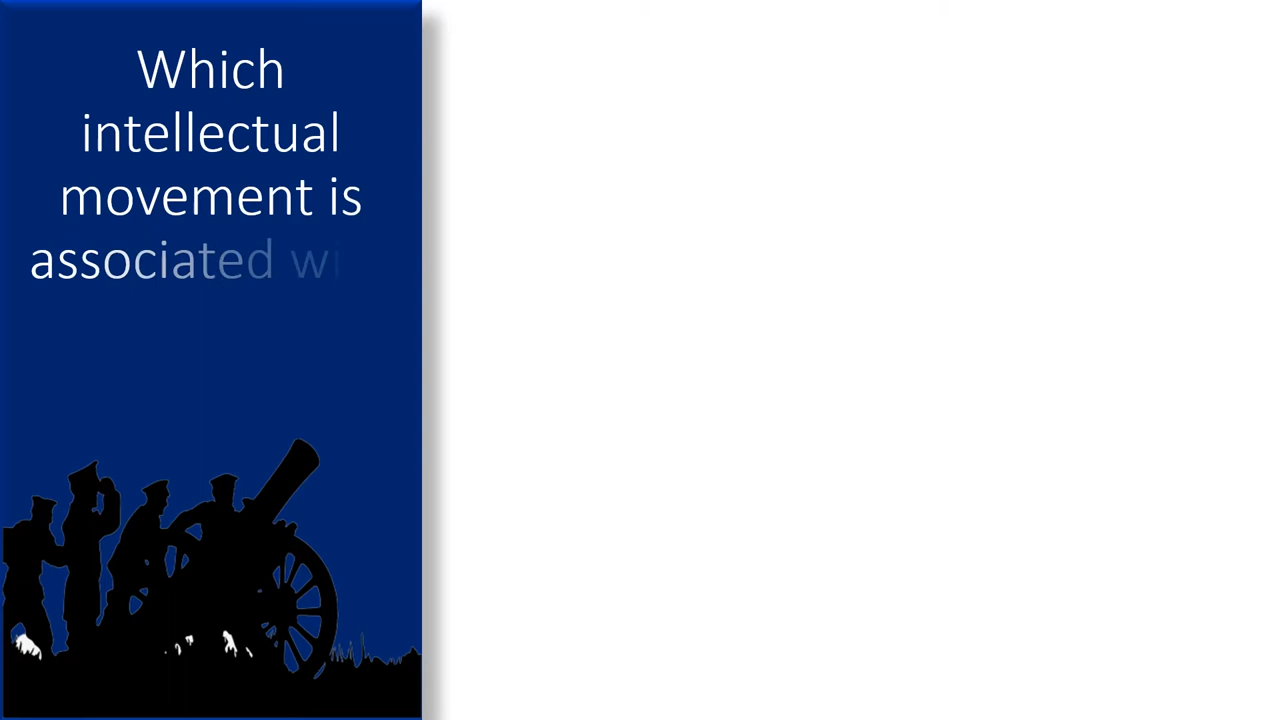 Which
intellectual
movement is
associated